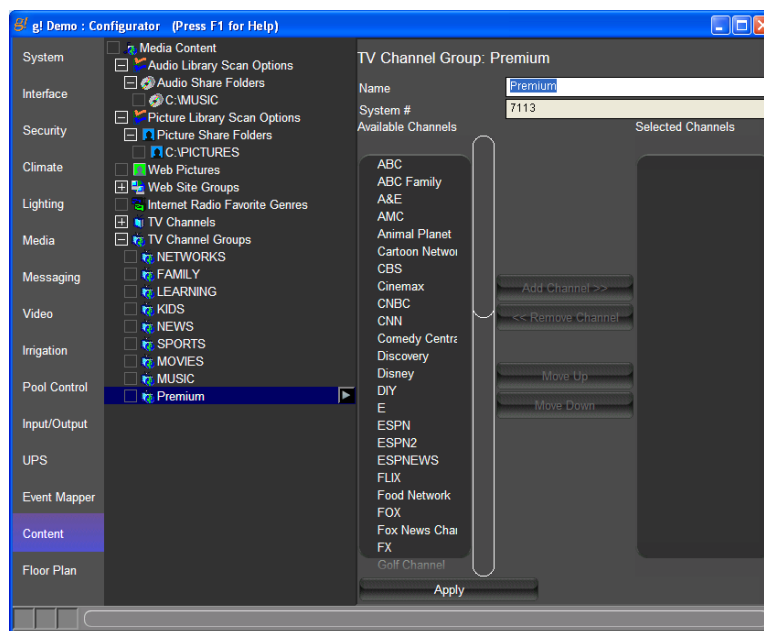 g! g! Demo : Configurator (Press F1 for Help)
System
Interface
Security
Climate
Lighting
Media
Messaging
Video
Irrigation
Pool Control
Input/Output
UPS
Event Mapper
Content
Floor Plan
Media Content
Audio Library Scan Options
Audio Share Folders
C:\MUSIC
Picture Library Scan Options
Picture Share Folders
C:\PICTURES
Web Pictures
Web Site Groups
Internet Radio Favorite Genres
TV Channels
TV Channel Groups
NETWORKS
FAMILY
LEARNING
KIDS
NEWS
SPORTS
MOVIES
MUSIC
Premium
TV Channel Group: Premium
Name Premium
System # 7113
Available Channels
ABC
ABC Family
A&E
AMC
Animal Planet
Cartoon Networ
CBS
Cinemax
CNBC
CNN
Comedy Centra
Discovery
Disney
DIY
E
ESPN
ESPN2
ESPNEWS
FLIX
Food Network
FOX
Fox News Char
FX
Golf Channel
Add Channel >>
<< Remove Channel
Move Up
Move Down
Selected Channels
Apply